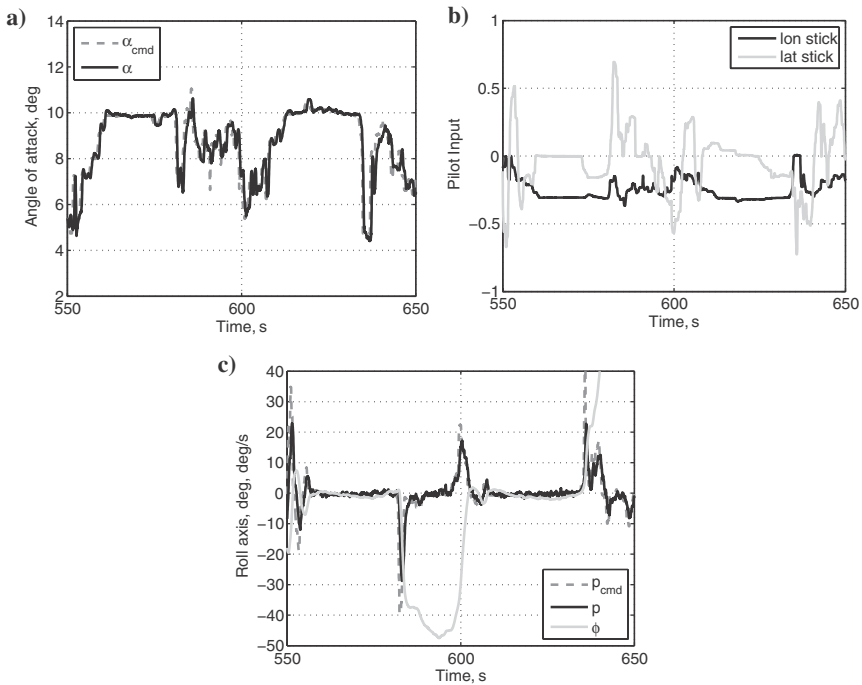 a)
14
12
10
8
6
4
2
Angle of attack, deg
α_cmd
α
550
600
650
Time, s
b)
1
0.5
0
−0.5
−1
Pilot Input
lon stick
lat stick
550
600
650
Time, s
c)
40
30
20
10
0
−10
−20
−30
−40
−50
Roll axis, deg, deg/s
p_cmd
p
ϕ
550
600
650
Time, s